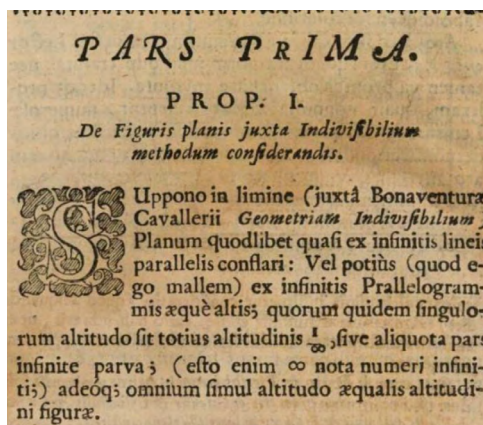 PARS PRIMA.
PROP. I.
De Figuris planis juxta Indiviſibilium
methodum conſiderandis.
SUppono in limine (juxtâ Bonaventuræ
Cavallerii Geometriam Indiviſibilium)
Planum quodlibet quaſi ex infinitis lineis
parallelis conflari: Vel potiùs (quod e-
go mallem) ex infinitis Prallelogram-
mis æquè altis; quorum quidem ſingulo-
rum altitudo ſit totius altitudinis 1/∞, ſive aliquota pars
infinite parva; (eſto enim ∞ nota numeri infini-
ti;) adeóq; omnium ſimul altitudo æqualis altitudi-
ni figuræ.